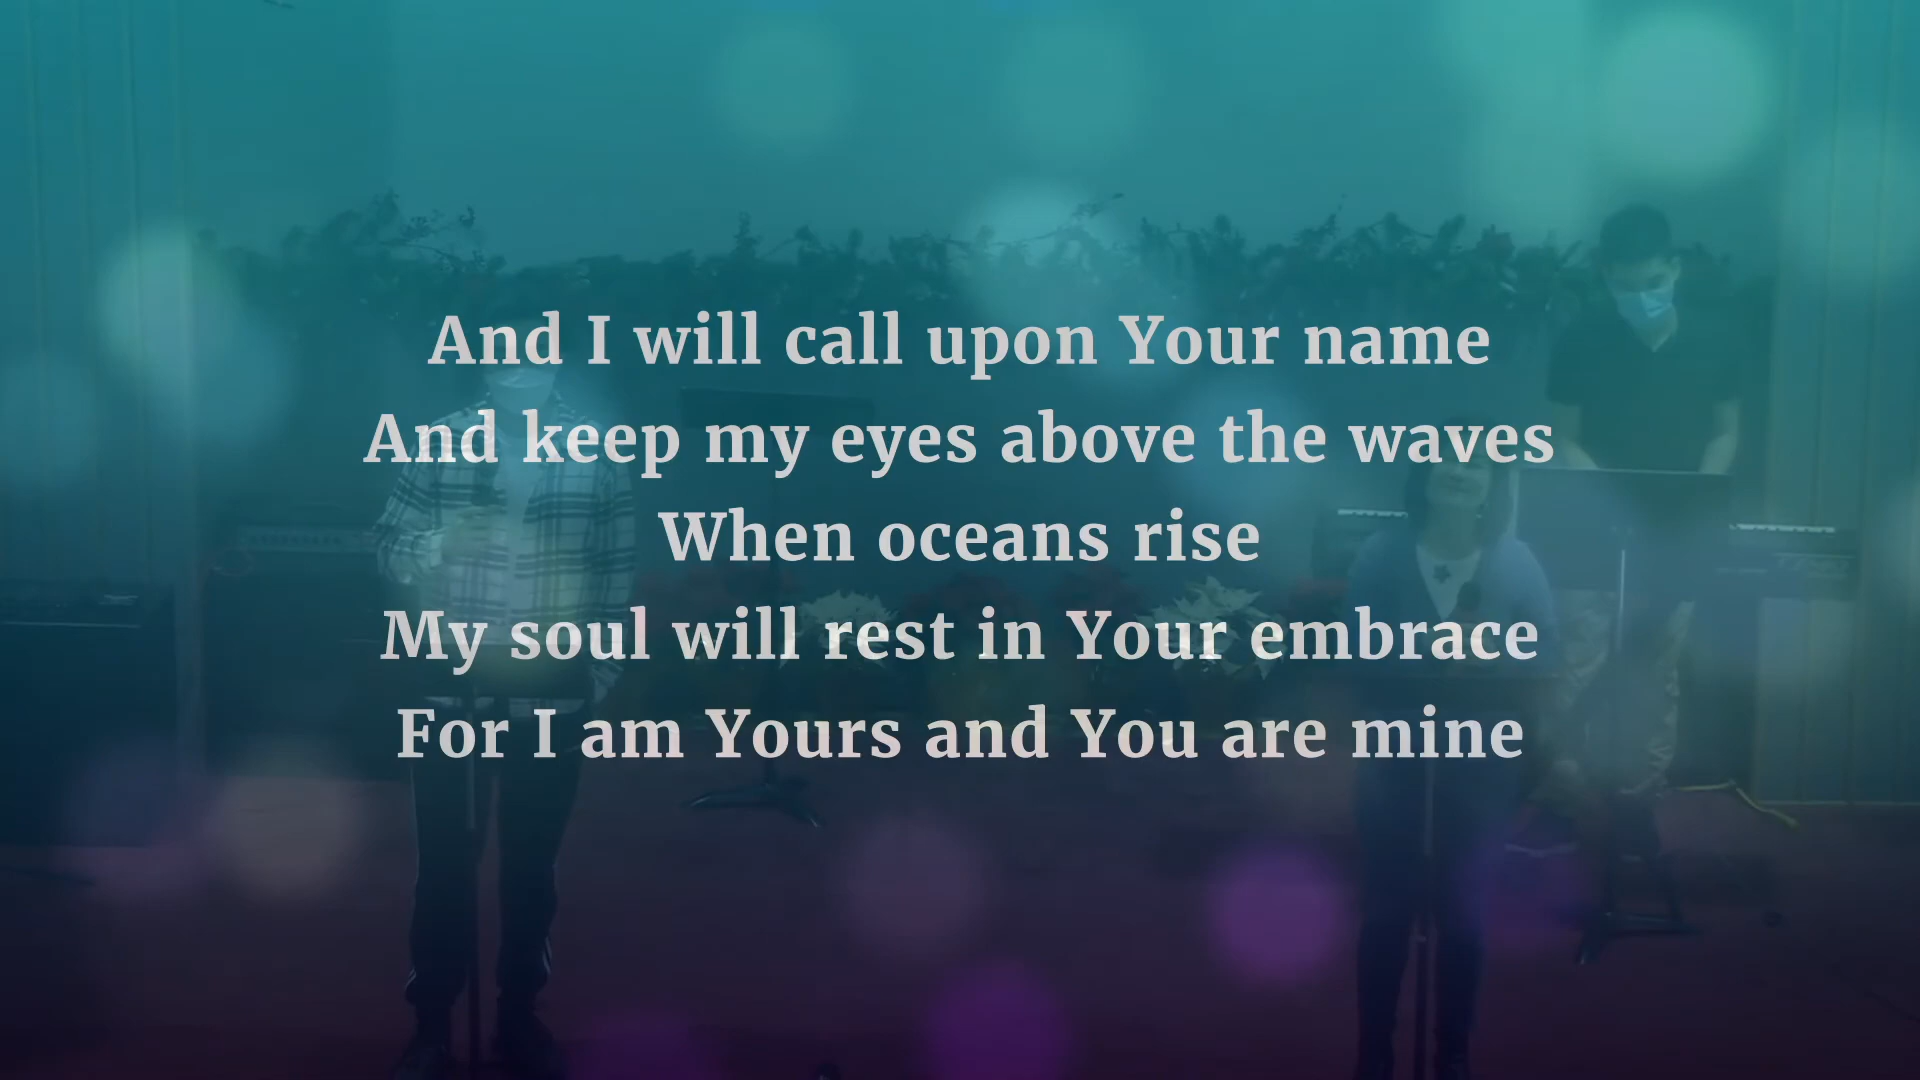 And I will call upon Your name
And keep my eyes above the waves
When oceans rise
My soul will rest in Your embrace
For I am Yours and You are mine